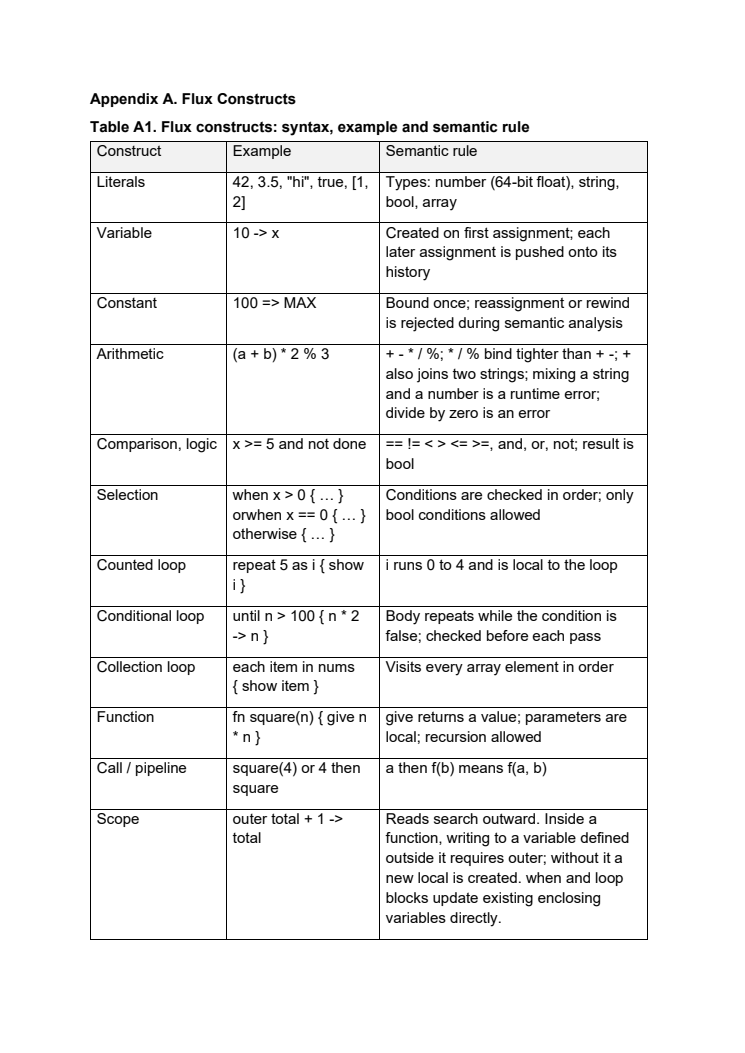 Appendix A. Flux Constructs
Table A1. Flux constructs: syntax, example and semantic rule
Construct Example Semantic rule
Literals 42, 3.5, "hi", true, [1, Types: number (64-bit float), string,
2] bool, array
Variable 10 -> x Created on first assignment; each
later assignment is pushed onto its
history
Constant 100 => MAX Bound once; reassignment or rewind
is rejected during semantic analysis
Arithmetic (a + b) * 2 % 3 + - * / %; * / % bind tighter than + -; +
also joins two strings; mixing a string
and a number is a runtime error;
divide by zero is an error
Comparison, logic x >= 5 and not done == != < > <= >=, and, or, not; result is
bool
Selection when x > 0 { … } Conditions are checked in order; only
orwhen x == 0 { … } bool conditions allowed
otherwise { … }
Counted loop repeat 5 as i { show i runs 0 to 4 and is local to the loop
i }
Conditional loop until n > 100 { n * 2 Body repeats while the condition is
-> n } false; checked before each pass
Collection loop each item in nums Visits every array element in order
{ show item }
Function fn square(n) { give n give returns a value; parameters are
* n } local; recursion allowed
Call / pipeline square(4) or 4 then a then f(b) means f(a, b)
square
Scope outer total + 1 -> Reads search outward. Inside a
total function, writing to a variable defined
outside it requires outer; without it a
new local is created. when and loop
blocks update existing enclosing
variables directly.